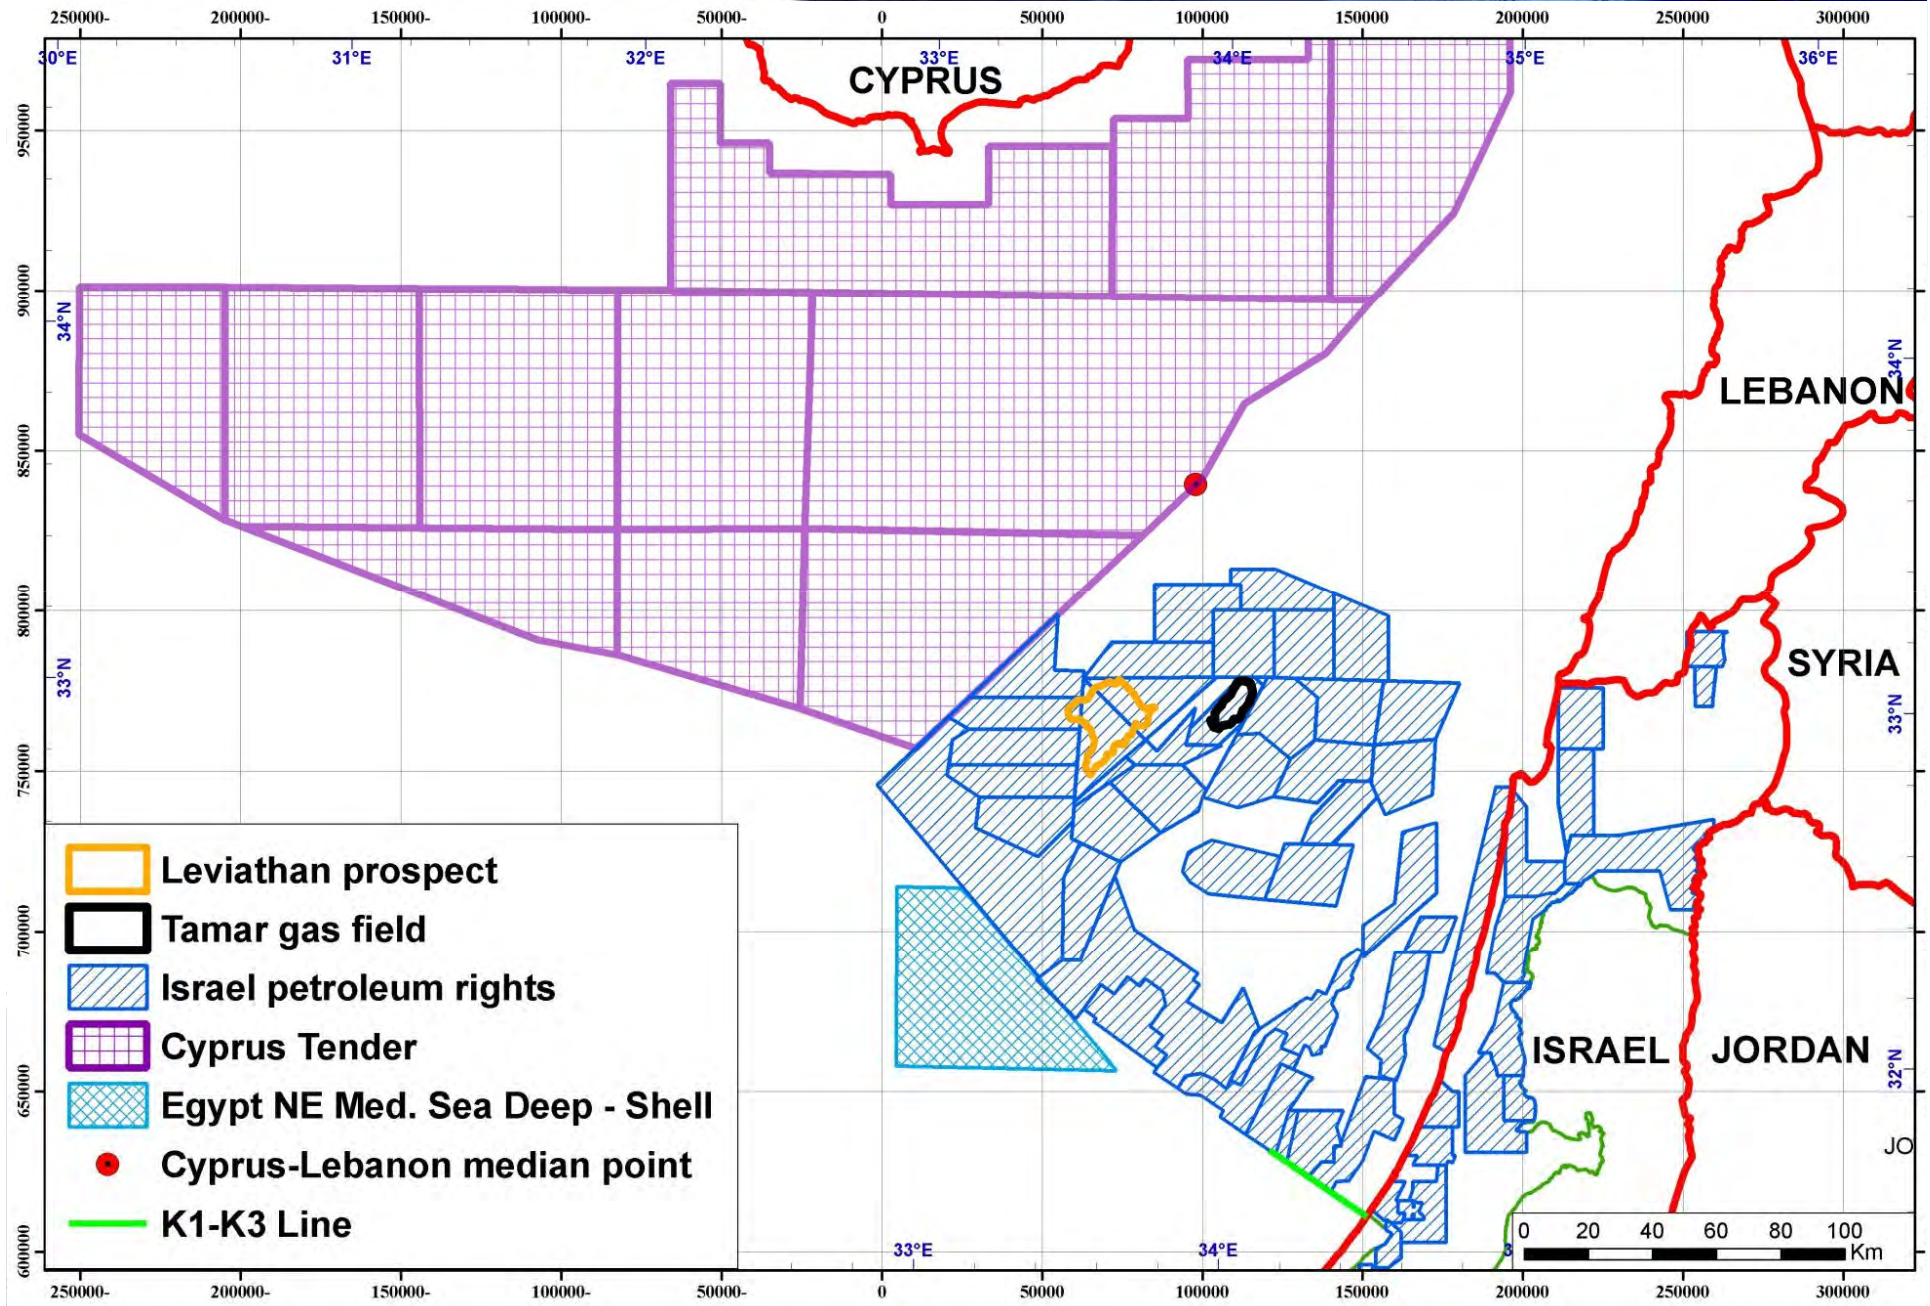 250000- 200000- 150000- 100000- 50000- 0 50000 100000 150000 200000 250000 300000
30°E 31°E 32°E 33°E 34°E 35°E 36°E
CYPRUS
950000
900000
34°N
34°N
LEBANON
850000
800000
SYRIA
33°N
33°N
750000
Leviathan prospect
Tamar gas field
700000
Israel petroleum rights
Cyprus Tender
ISRAEL JORDAN
32°N
650000
Egypt NE Med. Sea Deep - Shell
JO
Cyprus-Lebanon median point
K1-K3 Line
600000
33°E 34°E 3
0 20 40 60 80 100
Km
250000- 200000- 150000- 100000- 50000- 0 50000 100000 150000 200000 250000 300000